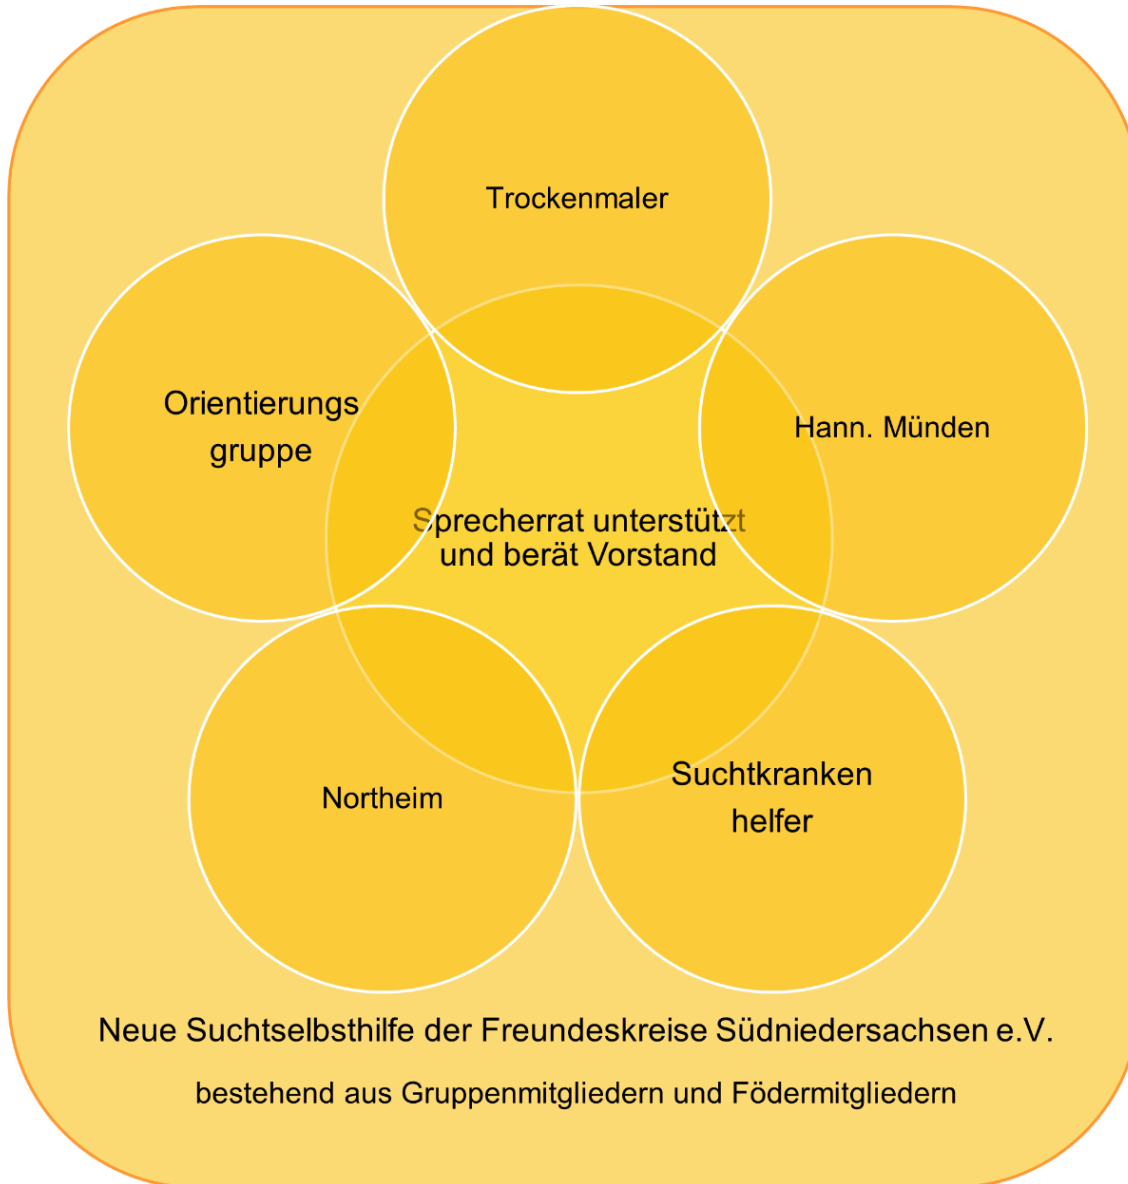 Trockenmaler
Orientierungs
gruppe
Hann. Münden
Sprecherrat unterstützt
und berät Vorstand
Northeim
Suchtkranken
helfer
Neue Suchtselbsthilfe der Freundeskreise Südniedersachsen e.V.
bestehend aus Gruppenmitgliedern und Födermitgliedern